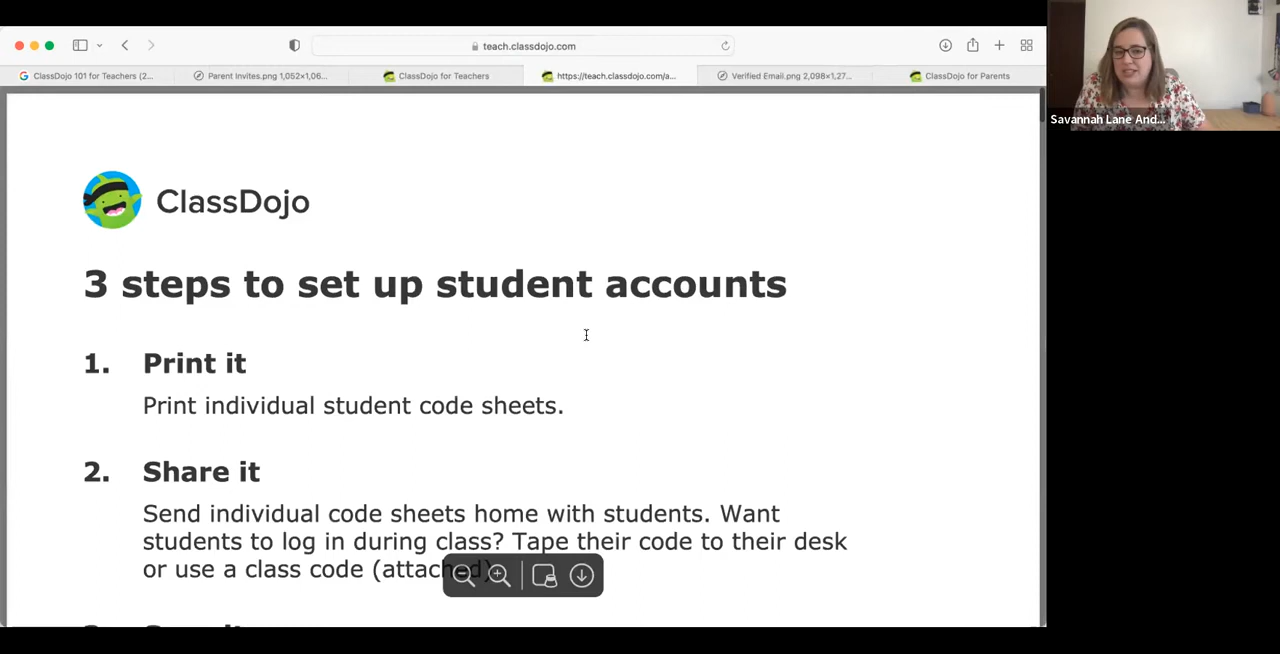 teach.classdojo.com
ClassDojo 101 for Teachers (2...
Parent Invites.png 1,052×1,06...
ClassDojo for Teachers
https://teach.classdojo.com/a...
Verified Email.png 2,098×1,27...
ClassDojo for Parents
Savannah Lane And...
ClassDojo
3 steps to set up student accounts
1. Print it
Print individual student code sheets.
2. Share it
Send individual code sheets home with students. Want
students to log in during class? Tape their code to their desk
or use a class code (attached)